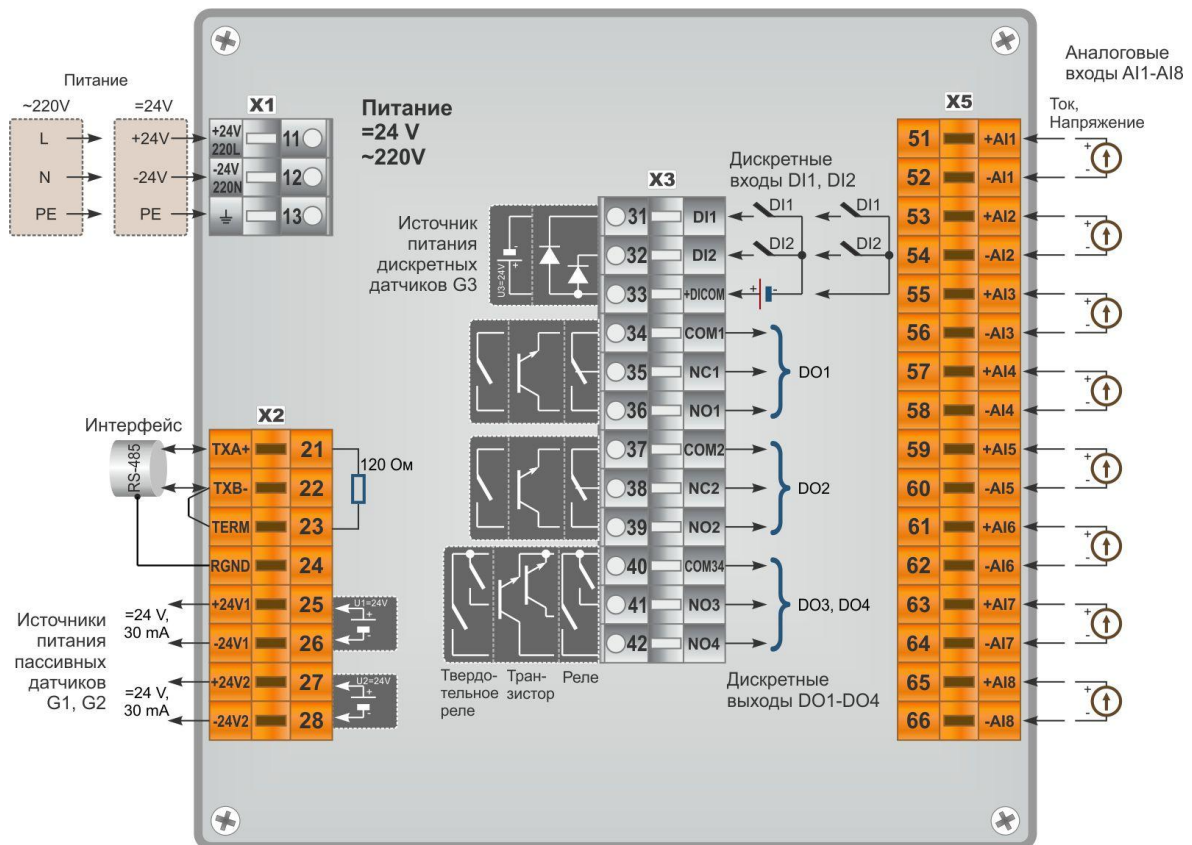 Питание
~220V
=24V
L
+24V
N
-24V
PE
PE
X1
+24V
220L
11
-24V
220N
12
13
Питание
=24 V
~220V
Интерфейс
RS-485
X2
TXA+
21
TXB-
22
TERM
23
RGND
24
+24V1
25
-24V1
26
+24V2
27
-24V2
28
120 Ом
U1=24V
+
-
U2=24V
+
-
Источники
питания
пассивных
датчиков
G1, G2
=24 V,
30 mA
=24 V,
30 mA
Источник
питания
дискретных
датчиков G3
U3=24V
+
X3
31
DI1
32
DI2
33
+DICOM
34
COM1
35
NC1
36
NO1
37
COM2
38
NC2
39
NO2
40
COM34
41
NO3
42
NO4
Дискретные
входы DI1, DI2
DI1
DI1
DI2
DI2
+
-
DO1
DO2
DO3, DO4
Твердо-
тельное
реле
Тран-
зистор
Реле
Дискретные
выходы DO1-DO4
Аналоговые
входы AI1-AI8
Ток,
Напряжение
X5
51
+AI1
+
52
-AI1
-
53
+AI2
+
54
-AI2
-
55
+AI3
+
56
-AI3
-
57
+AI4
+
58
-AI4
-
59
+AI5
+
60
-AI5
-
61
+AI6
+
62
-AI6
-
63
+AI7
+
64
-AI7
-
65
+AI8
+
66
-AI8
-